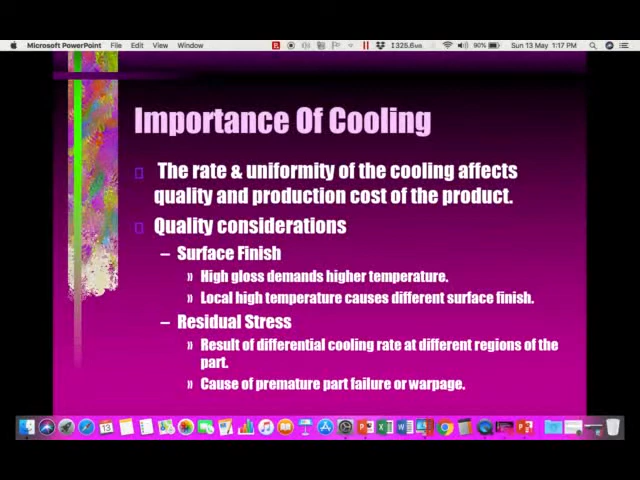 Microsoft PowerPoint File Edit View Window 90% Sun 13 May 1:17 PM
Importance Of Cooling
The rate & uniformity of the cooling affects
quality and production cost of the product.
Quality considerations
– Surface Finish
» High gloss demands higher temperature.
» Local high temperature causes different surface finish.
– Residual Stress
» Result of differential cooling rate at different regions of the
part.
» Cause of premature part failure or warpage.